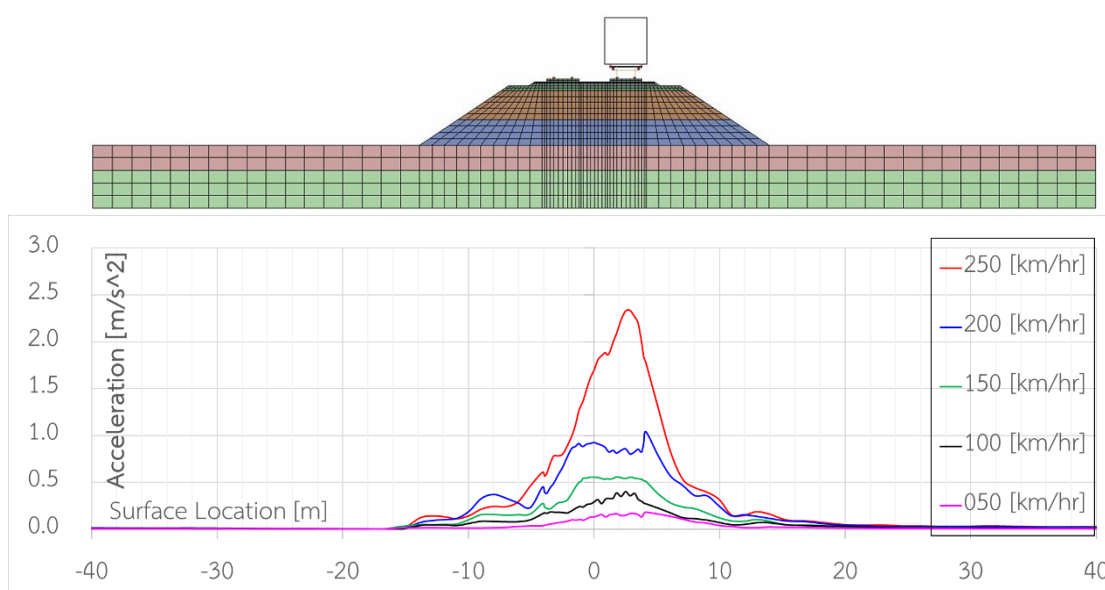 3.0
2.5
2.0
1.5
1.0
0.5
0.0
Acceleration [m/s^2]
Surface Location [m]
250 [km/hr]
200 [km/hr]
150 [km/hr]
100 [km/hr]
050 [km/hr]
-40 -30 -20 -10 0 10 20 30 40